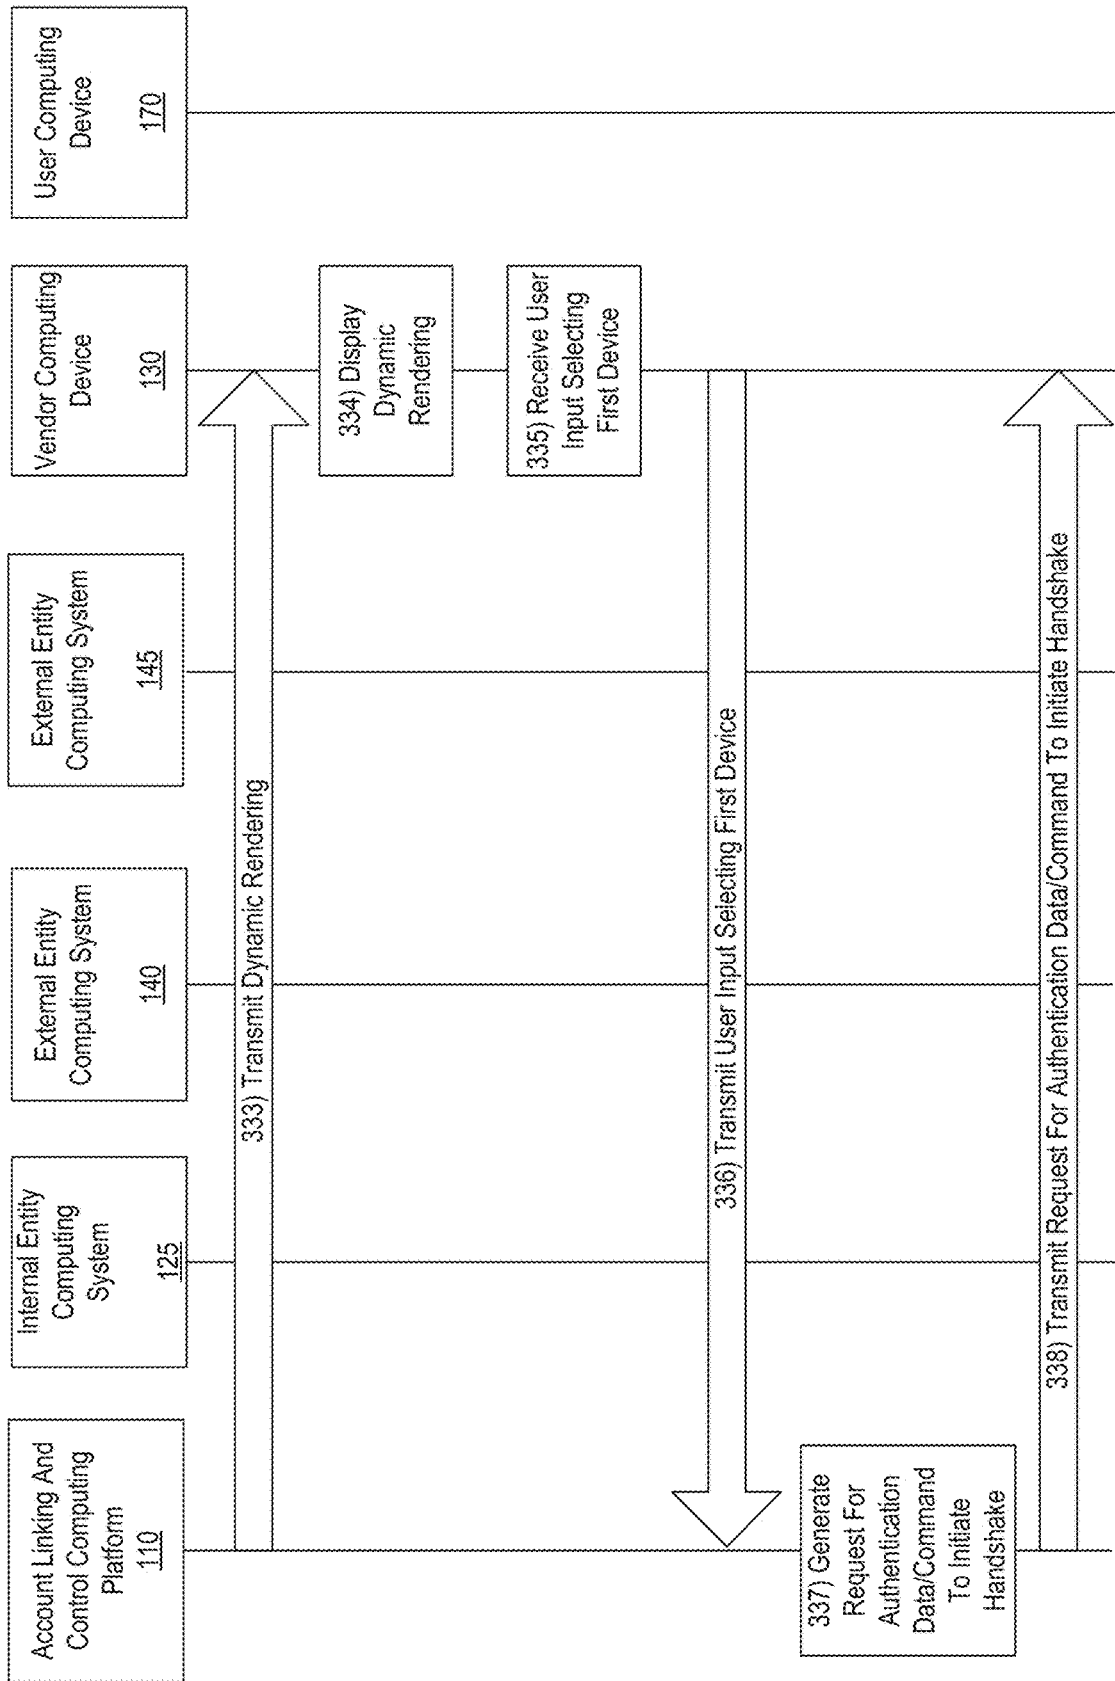 Account Linking And
Control Computing
Platform
110
Internal Entity
Computing
System
125
External Entity
Computing System
140
External Entity
Computing System
145
Vendor Computing
Device
130
User Computing
Device
170
333) Transmit Dynamic Rendering
334) Display
Dynamic
Rendering
335) Receive User
Input Selecting
First Device
336) Transmit User Input Selecting First Device
337) Generate
Request For
Authentication
Data/Command
To Initiate
Handshake
338) Transmit Request For Authentication Data/Command To Initiate Handshake